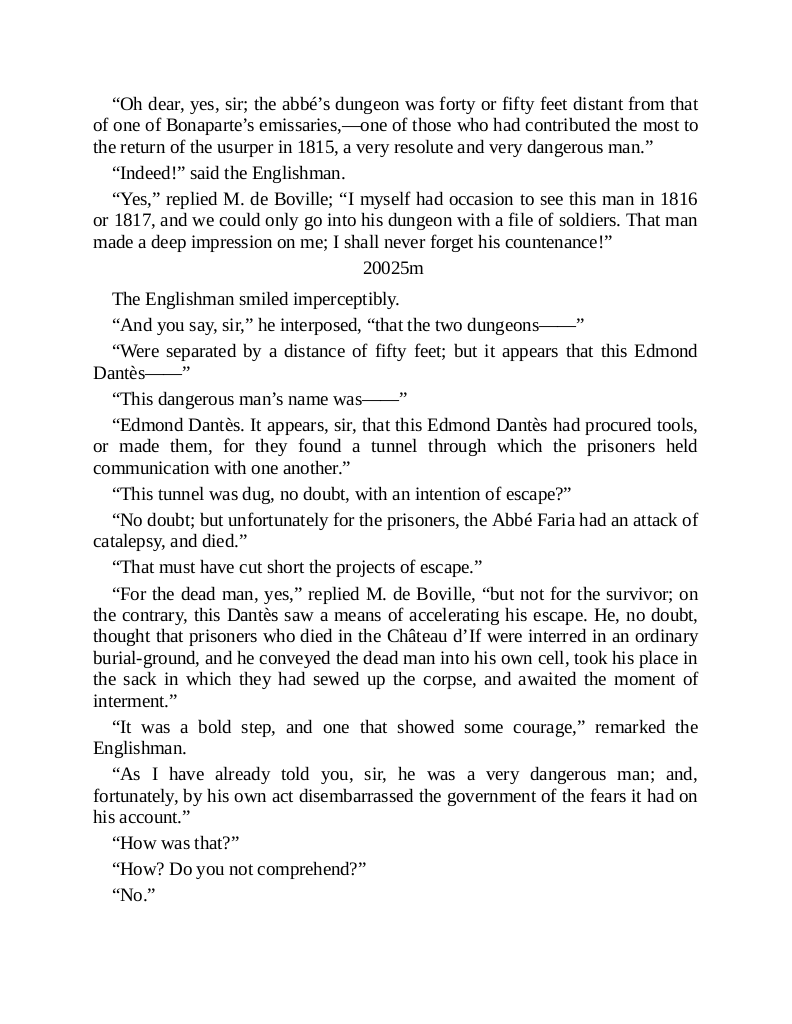 “Oh dear, yes, sir; the abbé’s dungeon was forty or fifty feet distant from that
of one of Bonaparte’s emissaries,—one of those who had contributed the most to
the return of the usurper in 1815, a very resolute and very dangerous man.”
“Indeed!” said the Englishman.
“Yes,” replied M. de Boville; “I myself had occasion to see this man in 1816
or 1817, and we could only go into his dungeon with a file of soldiers. That man
made a deep impression on me; I shall never forget his countenance!”
20025m
The Englishman smiled imperceptibly.
“And you say, sir,” he interposed, “that the two dungeons——”
“Were separated by a distance of fifty feet; but it appears that this Edmond
Dantès——”
“This dangerous man’s name was——”
“Edmond Dantès. It appears, sir, that this Edmond Dantès had procured tools,
or made them, for they found a tunnel through which the prisoners held
communication with one another.”
“This tunnel was dug, no doubt, with an intention of escape?”
“No doubt; but unfortunately for the prisoners, the Abbé Faria had an attack of
catalepsy, and died.”
“That must have cut short the projects of escape.”
“For the dead man, yes,” replied M. de Boville, “but not for the survivor; on
the contrary, this Dantès saw a means of accelerating his escape. He, no doubt,
thought that prisoners who died in the Château d’If were interred in an ordinary
burial-ground, and he conveyed the dead man into his own cell, took his place in
the sack in which they had sewed up the corpse, and awaited the moment of
interment.”
“It was a bold step, and one that showed some courage,” remarked the
Englishman.
“As I have already told you, sir, he was a very dangerous man; and,
fortunately, by his own act disembarrassed the government of the fears it had on
his account.”
“How was that?”
“How? Do you not comprehend?”
“No.”